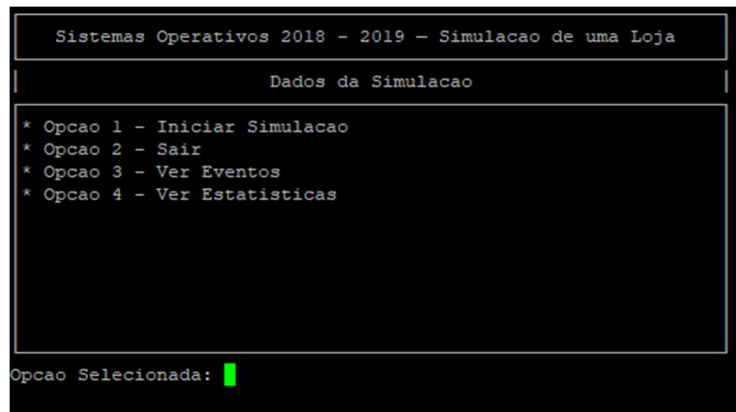 Sistemas Operativos 2018 - 2019 — Simulacao de uma Loja
Dados da Simulacao
* Opcao 1 - Iniciar Simulacao
* Opcao 2 - Sair
* Opcao 3 - Ver Eventos
* Opcao 4 - Ver Estatisticas
Opcao Selecionada: